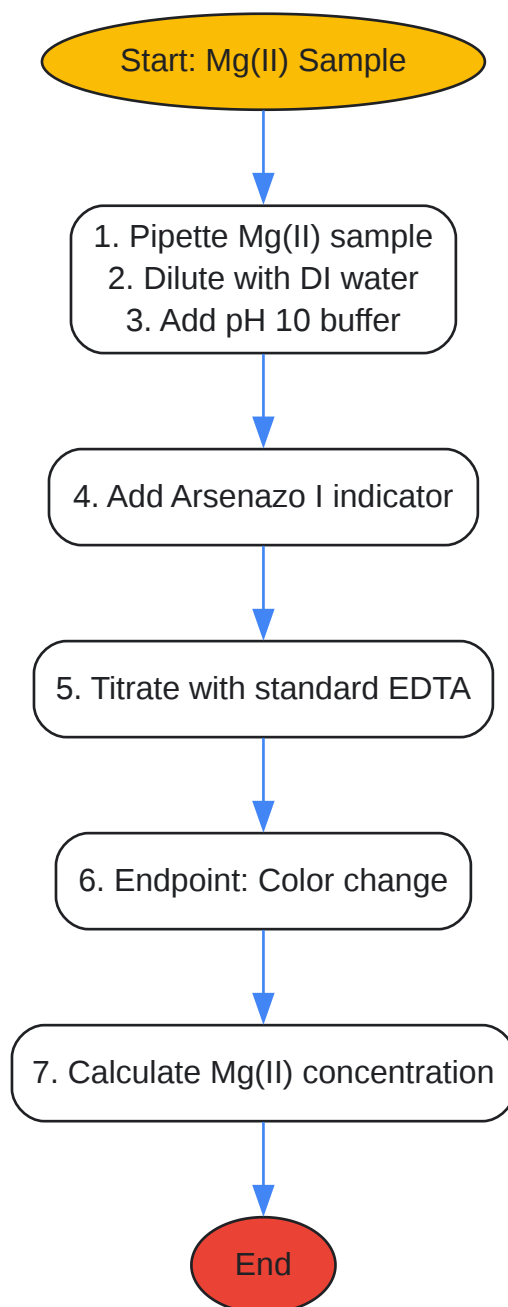 Start: Mg(II) Sample
1. Pipette Mg(II) sample
2. Dilute with DI water
3. Add pH 10 buffer
4. Add Arsenazo I indicator
5. Titrate with standard EDTA
6. Endpoint: Color change
7. Calculate Mg(II) concentration
End